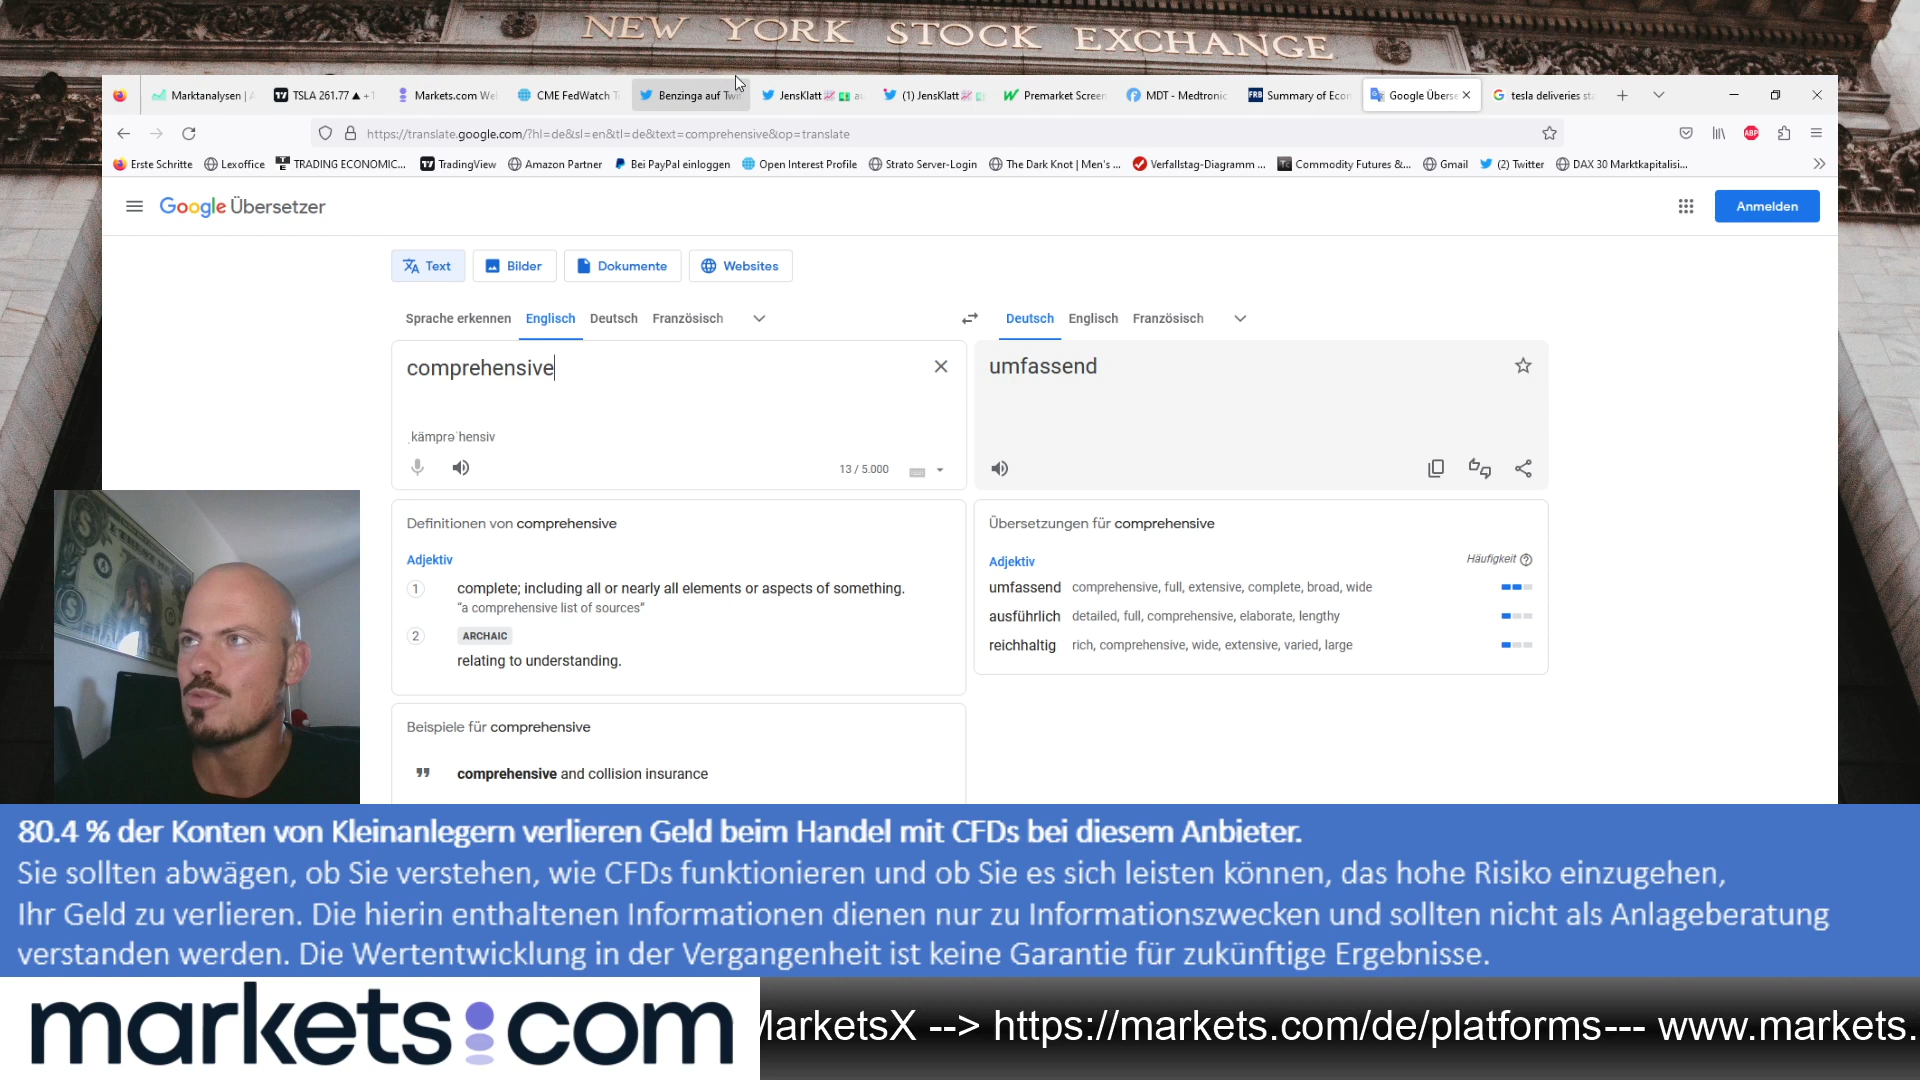 NEW YORK STOCK EXCHANGE
Marktanalysen |
TSLA 261.77 ▲ +
Markets.com We
CME FedWatch
Benzinga auf Tw
JensKlatt
(1) JensKlatt
Premarket Screen
MDT - Medtronic
Summary of Econ
Google Überse
tesla deliveries st
https://translate.google.com/?hl=de&sl=en&tl=de&text=comprehensive&op=translate
Erste Schritte
Lexoffice
TRADING ECONOMIC...
TradingView
Amazon Partner
Bei PayPal einloggen
Open Interest Profile
Strato Server-Login
The Dark Knot | Men's ...
Verfallstag-Diagramm ...
Commodity Futures &...
Gmail
(2) Twitter
DAX 30 Marktkapitalisi...
Google Übersetzer
Anmelden
Text
Bilder
Dokumente
Websites
Sprache erkennen Englisch Deutsch Französisch
Deutsch Englisch Französisch
comprehensive
umfassend
ˌkämprəˈhensiv
13 / 5.000
Definitionen von comprehensive
Adjektiv
1 complete; including all or nearly all elements or aspects of something.
"a comprehensive list of sources"
2 ARCHAIC
relating to understanding.
Übersetzungen für comprehensive
Adjektiv Häufigkeit
umfassend comprehensive, full, extensive, complete, broad, wide
ausführlich detailed, full, comprehensive, elaborate, lengthy
reichhaltig rich, comprehensive, wide, extensive, varied, large
Beispiele für comprehensive
comprehensive and collision insurance
80.4 % der Konten von Kleinanlegern verlieren Geld beim Handel mit CFDs bei diesem Anbieter.
Sie sollten abwägen, ob Sie verstehen, wie CFDs funktionieren und ob Sie es sich leisten können, das hohe Risiko einzugehen,
Ihr Geld zu verlieren. Die hierin enthaltenen Informationen dienen nur zu Informationszwecken und sollten nicht als Anlageberatung
verstanden werden. Die Wertentwicklung in der Vergangenheit ist keine Garantie für zukünftige Ergebnisse.
markets.com
MarketsX --> https://markets.com/de/platforms--- www.markets.